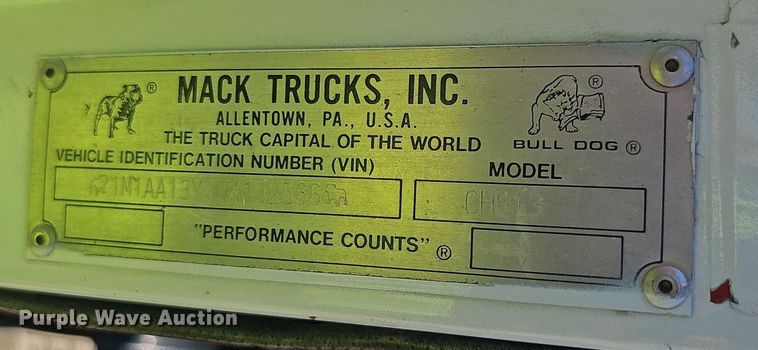 ® MACK TRUCKS, INC. ®
ALLENTOWN, PA., U.S.A.
THE TRUCK CAPITAL OF THE WORLD
BULL DOG ®
VEHICLE IDENTIFICATION NUMBER (VIN)
MODEL
CH613
"PERFORMANCE COUNTS" ®
Purple Wave Auction